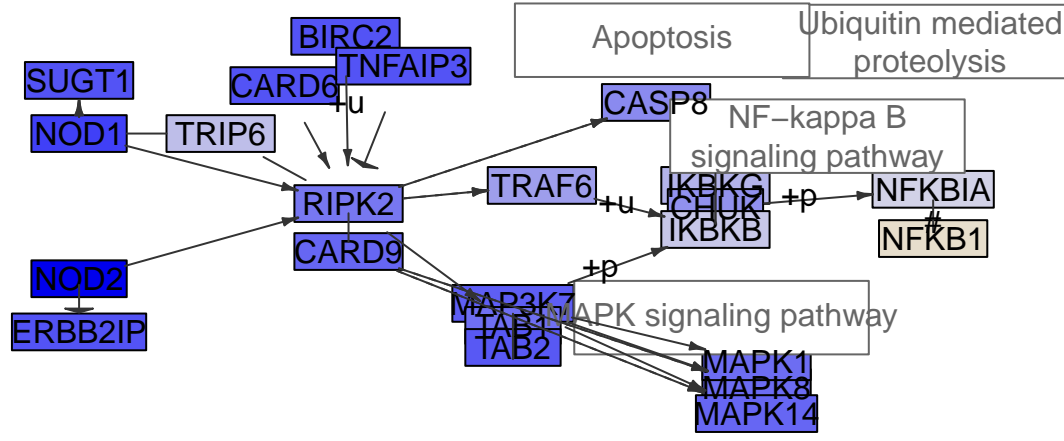 BIRC2
Apoptosis
Ubiquitin mediated
proteolysis
TNFAIP3
SUGT1
CARD6
+u
CASP8
NOD1
TRIP6
NF−kappa B
signaling pathway
RIPK2
TRAF6
+u
IKBKG
CHUK
IKBKB
+p
NFKBIA
#
NFKB1
CARD9
+p
NOD2
MAP3K7
TAB1
TAB2
MAPK signaling pathway
ERBB2IP
MAPK1
MAPK8
MAPK14